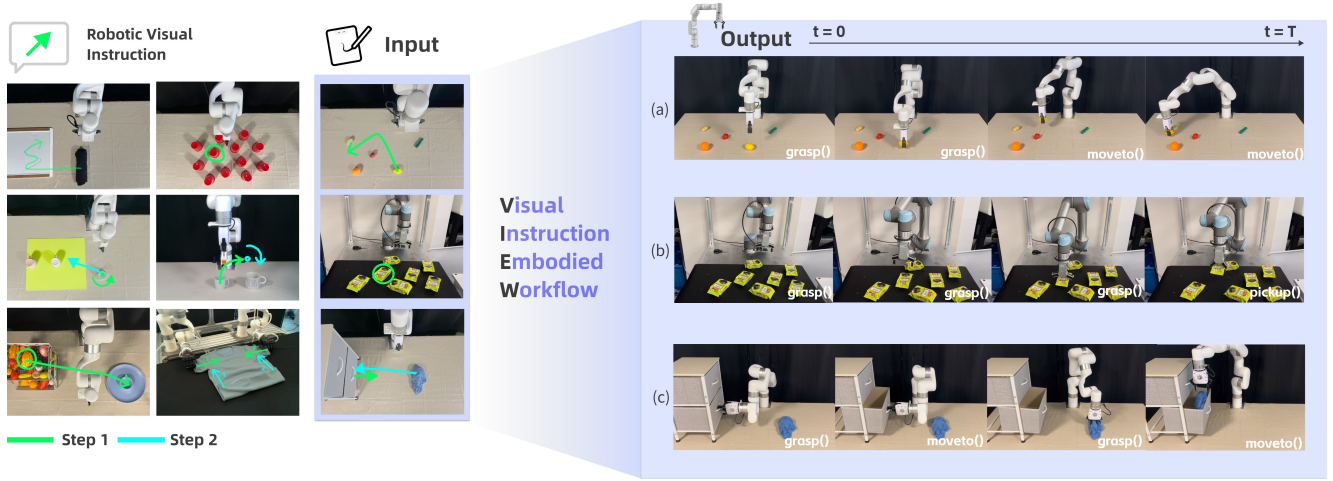 Robotic Visual
Instruction
Input
Output
t = 0
t = T
(a)
grasp()
grasp()
moveto()
moveto()
Visual
Instruction
Embodied
Workflow
(b)
grasp()
grasp()
grasp()
pickup()
(c)
grasp()
moveto()
grasp()
moveto()
Step 1
Step 2